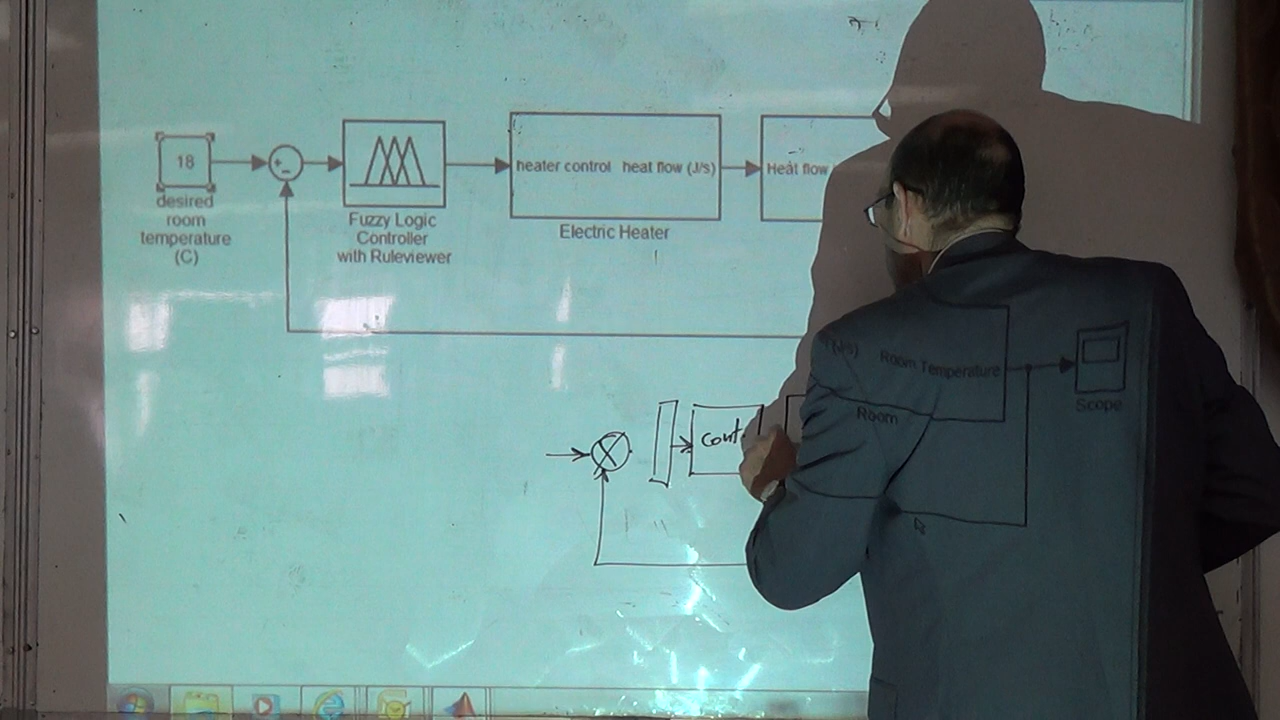 18
desired
room
temperature
(C)
Fuzzy Logic
Controller
with Ruleviewer
heater control heat flow (J/s)
Electric Heater
Heat flow
(J/s) Room Temperature
Room
Scope
cont